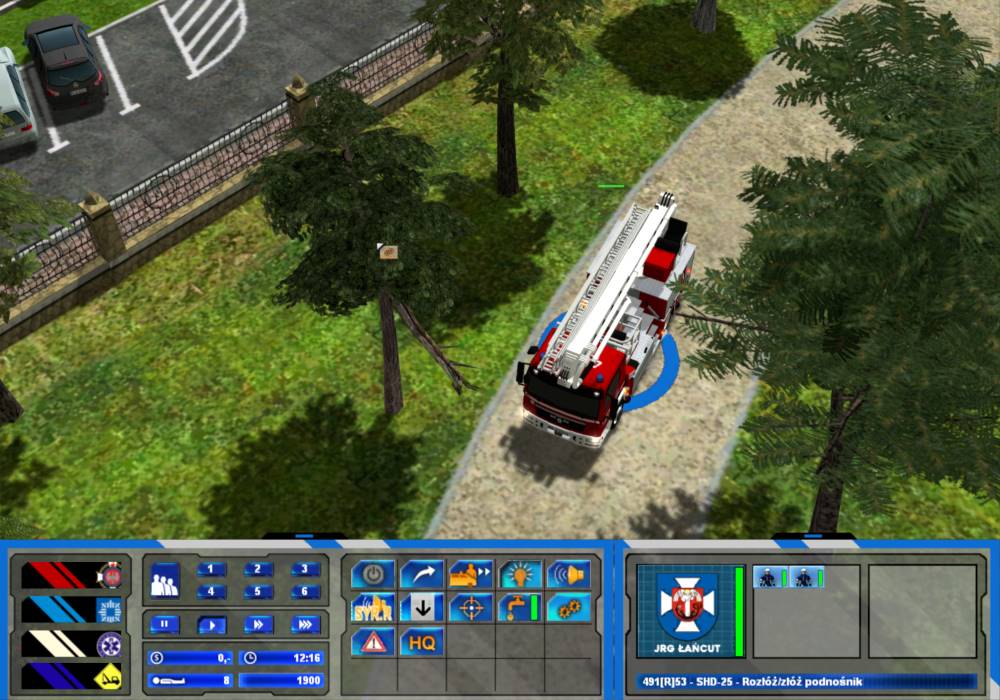 1 2 3
4 5 6
SYR.R
HQ
0,- 12:16
8 1900
JRG ŁAŃCUT
491[R]53 - SHD-25 - Rozłóż/złóż podnośnik